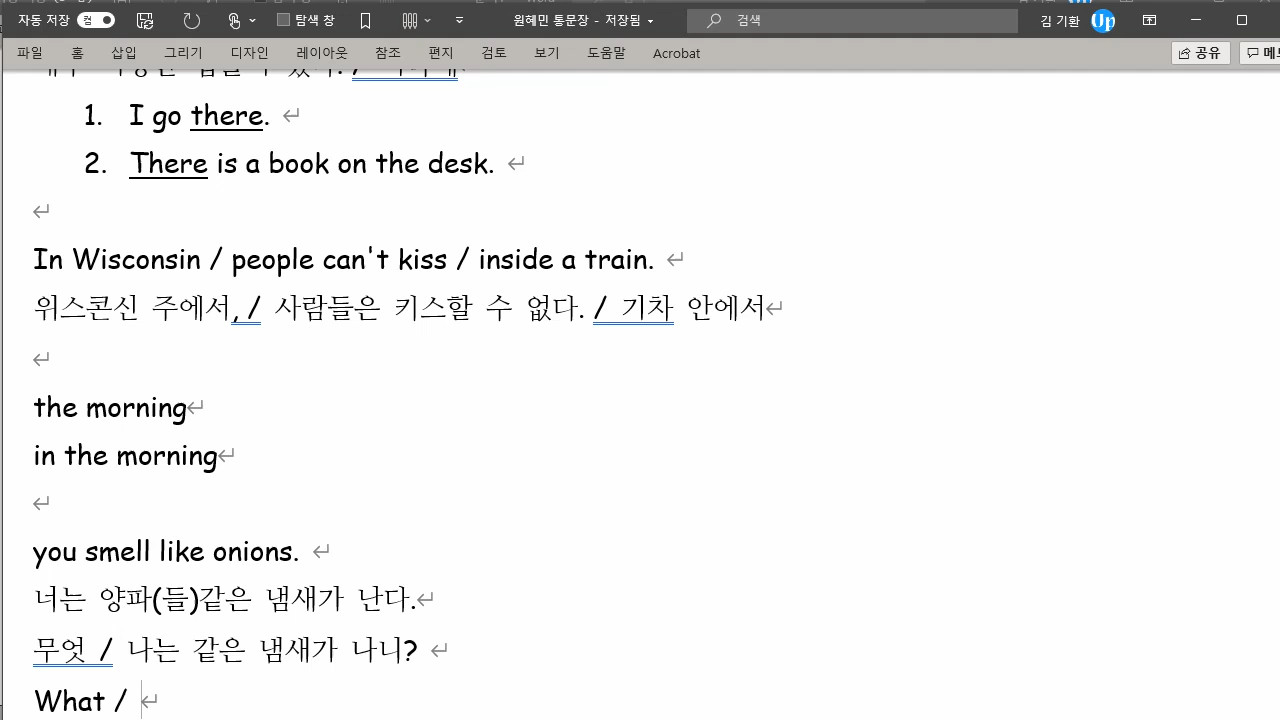 자동 저장 컴 탐색 창 원혜민 통문장 - 저장됨 검색 김 기환 Up
파일 홈 삽입 그리기 디자인 레이아웃 참조 편지 검토 보기 도움말 Acrobat 공유
1. I go there.
2. There is a book on the desk.
In Wisconsin / people can't kiss / inside a train.
위스콘신 주에서, / 사람들은 키스할 수 없다. / 기차 안에서
the morning
in the morning
you smell like onions.
너는 양파(들)같은 냄새가 난다.
무엇 / 나는 같은 냄새가 나니?
What /